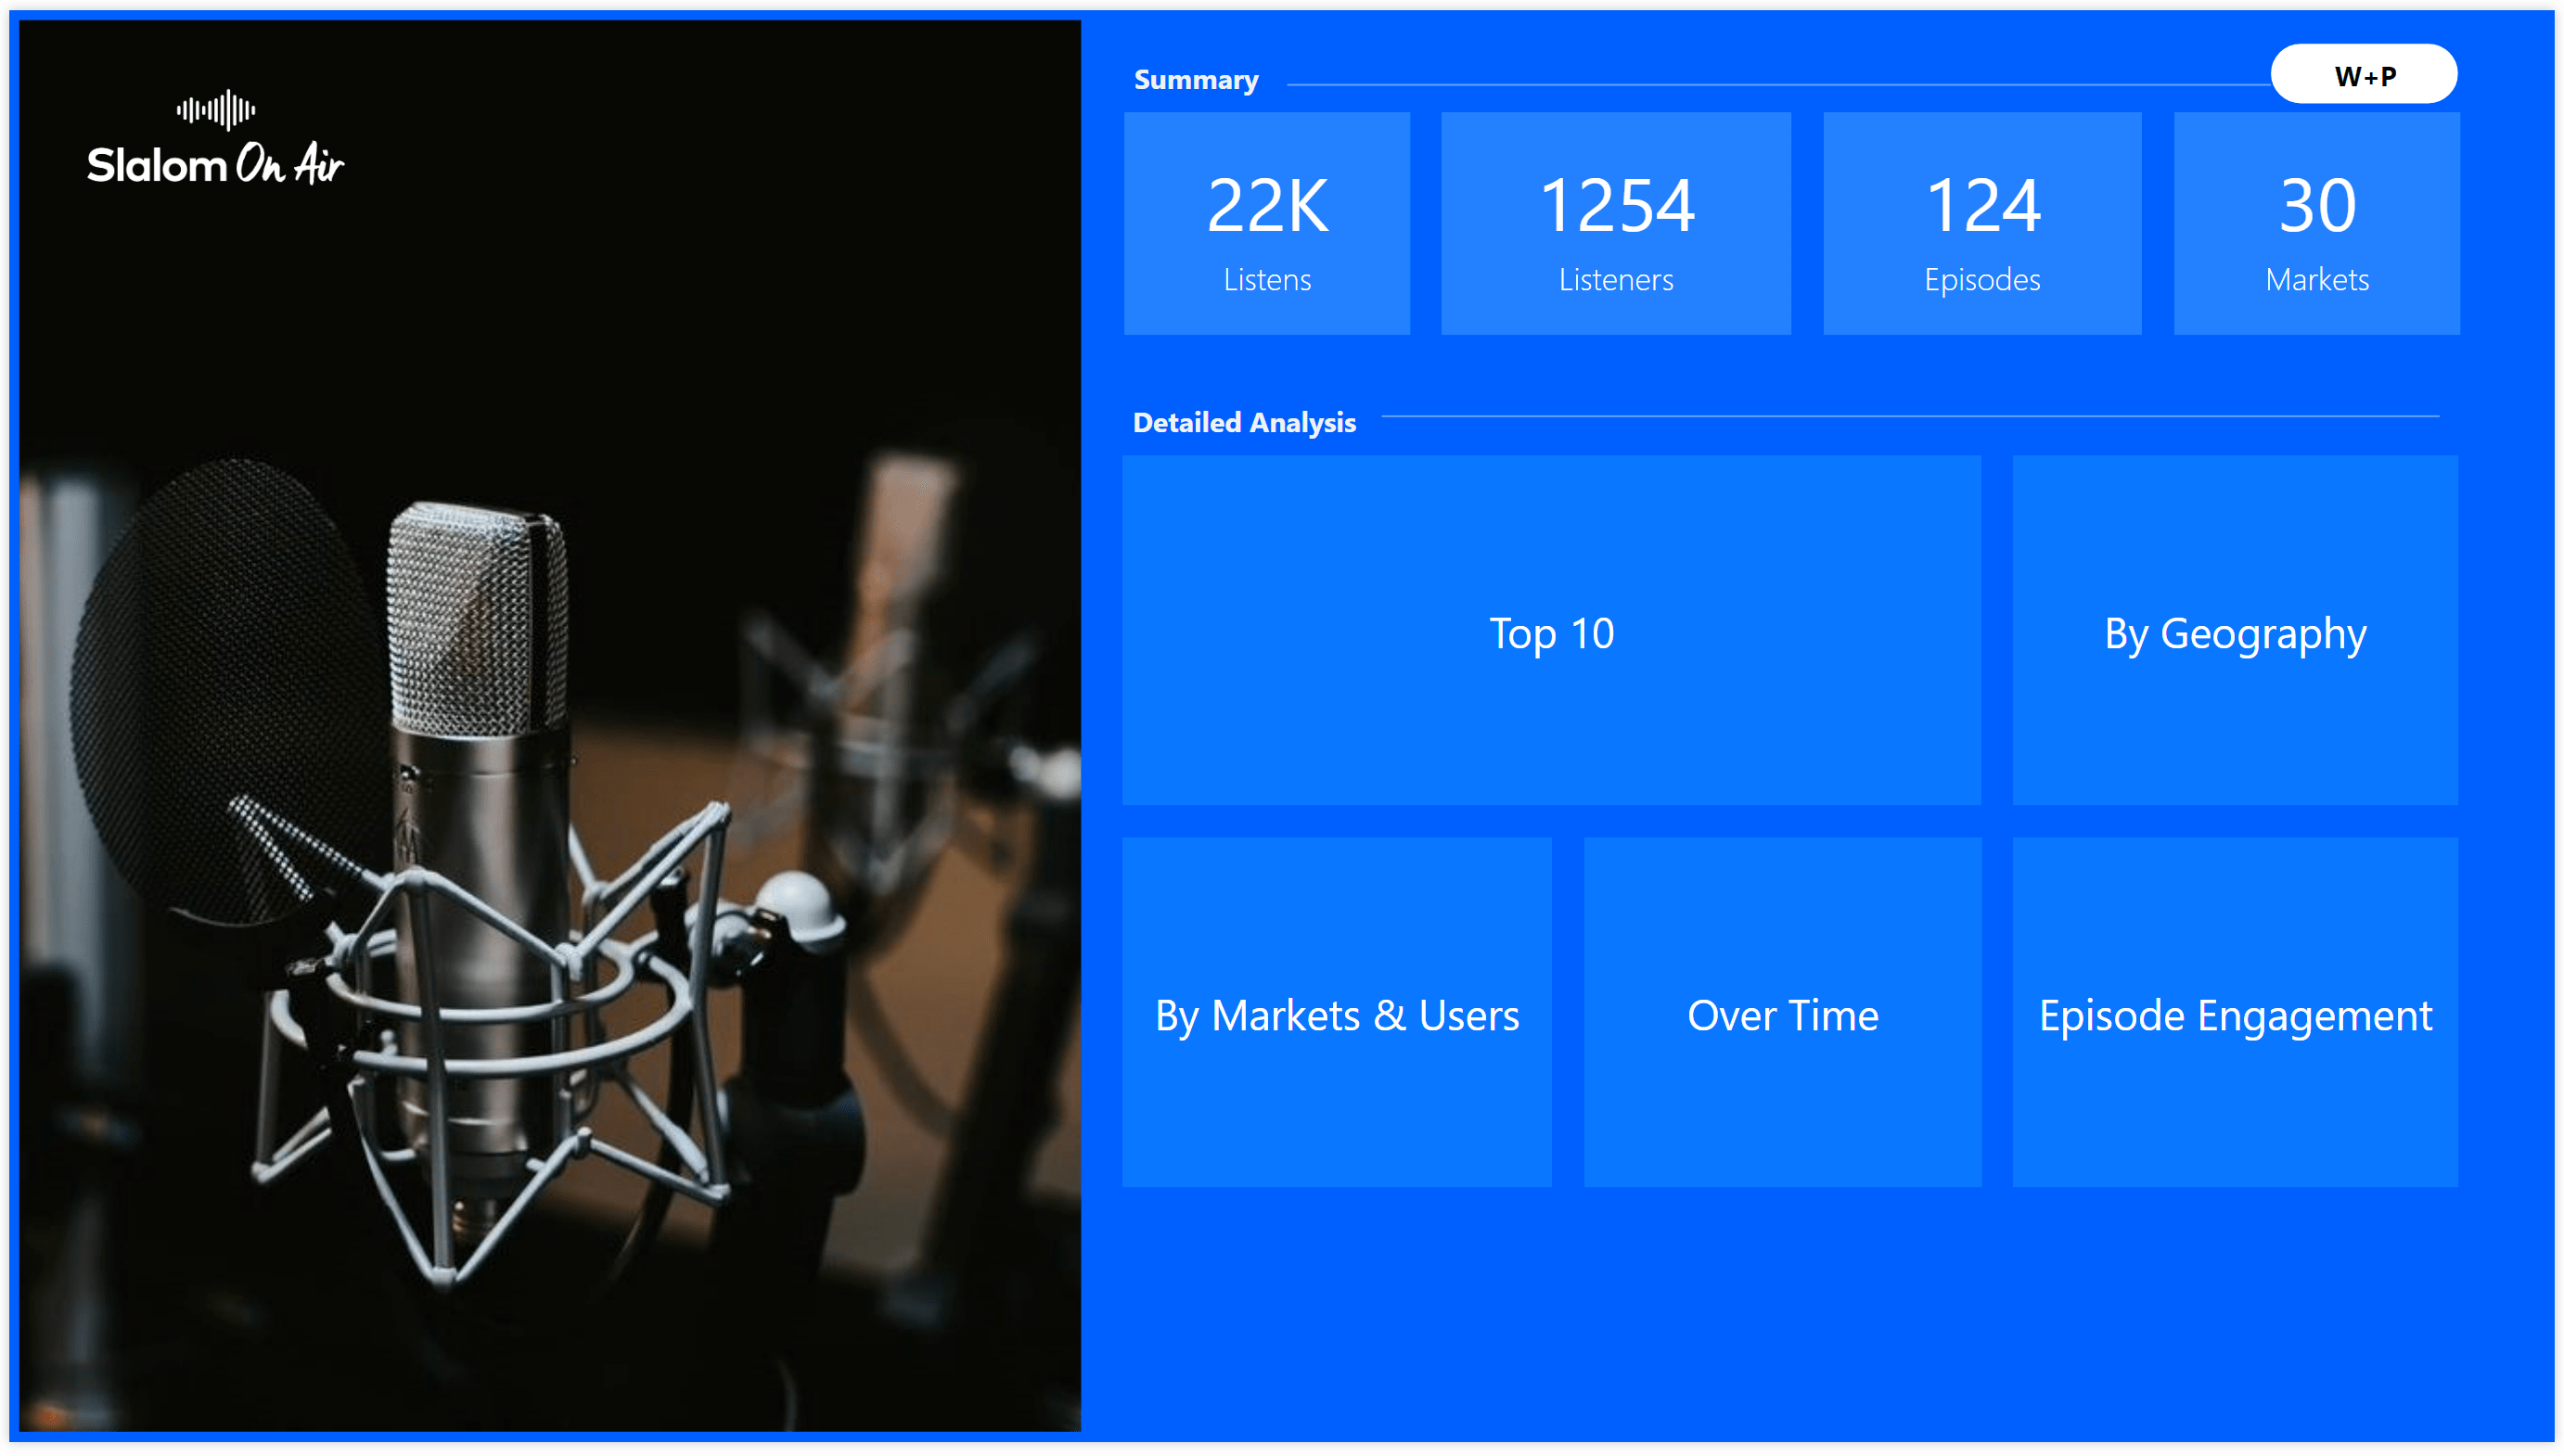 Slalom On Air
Summary
W+P
22K
Listens
1254
Listeners
124
Episodes
30
Markets
Detailed Analysis
Top 10
By Geography
By Markets & Users
Over Time
Episode Engagement